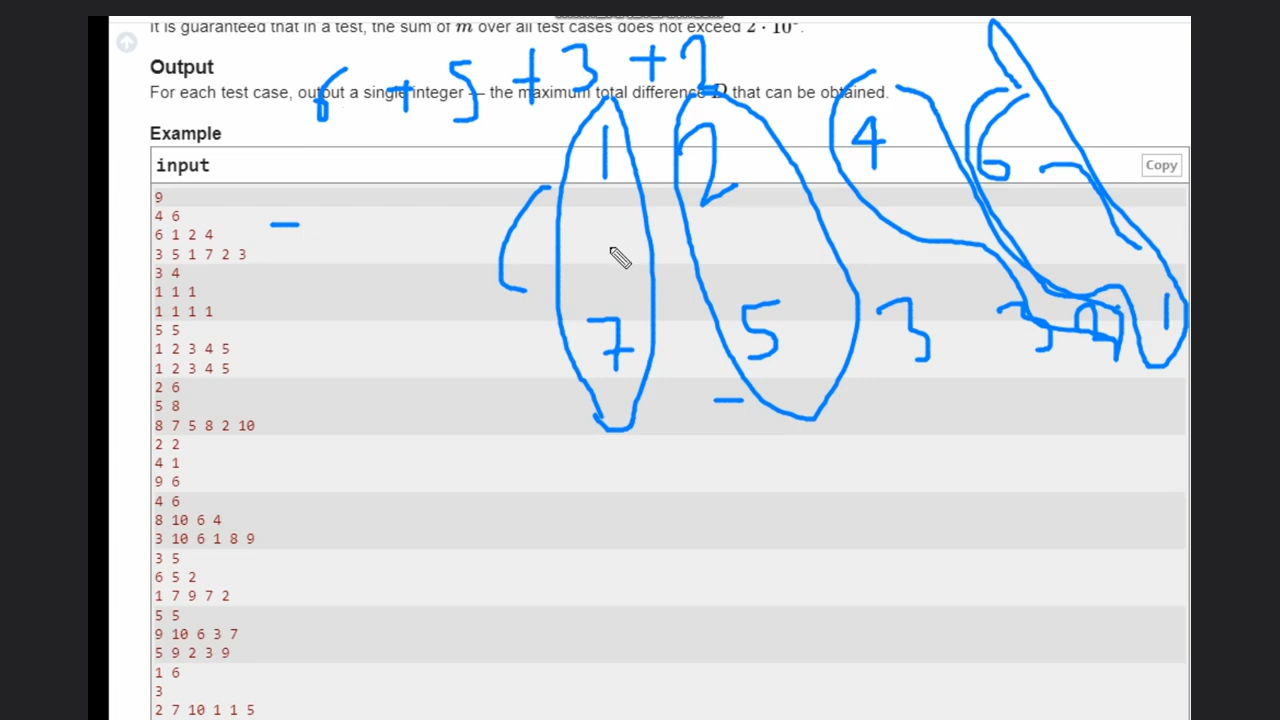 It is guaranteed that in a test, the sum of m over all test cases does not exceed 2 · 10
Output
6 + 5 + 3 + 2
For each test case, output a single integer — the maximum total difference D that can be obtained.
Example
input
Copy
1 2 4 6
7 5 3 3 2 1
9
4 6
6 1 2 4
3 5 1 7 2 3
3 4
1 1 1
1 1 1 1
5 5
1 2 3 4 5
1 2 3 4 5
2 6
5 8
8 7 5 8 2 10
2 2
4 1
9 6
4 6
8 10 6 4
3 10 6 1 8 9
3 5
6 5 2
1 7 9 7 2
5 5
9 10 6 3 7
5 9 2 3 9
1 6
3
2 7 10 1 1 5